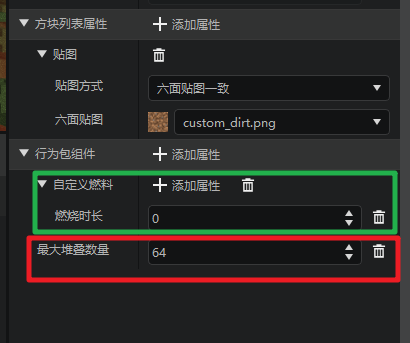 方块列表属性 添加属性
贴图
贴图方式 六面贴图一致
六面贴图 custom_dirt.png
行为包组件 添加属性
自定义燃料 添加属性
燃烧时长 0
最大堆叠数量 64